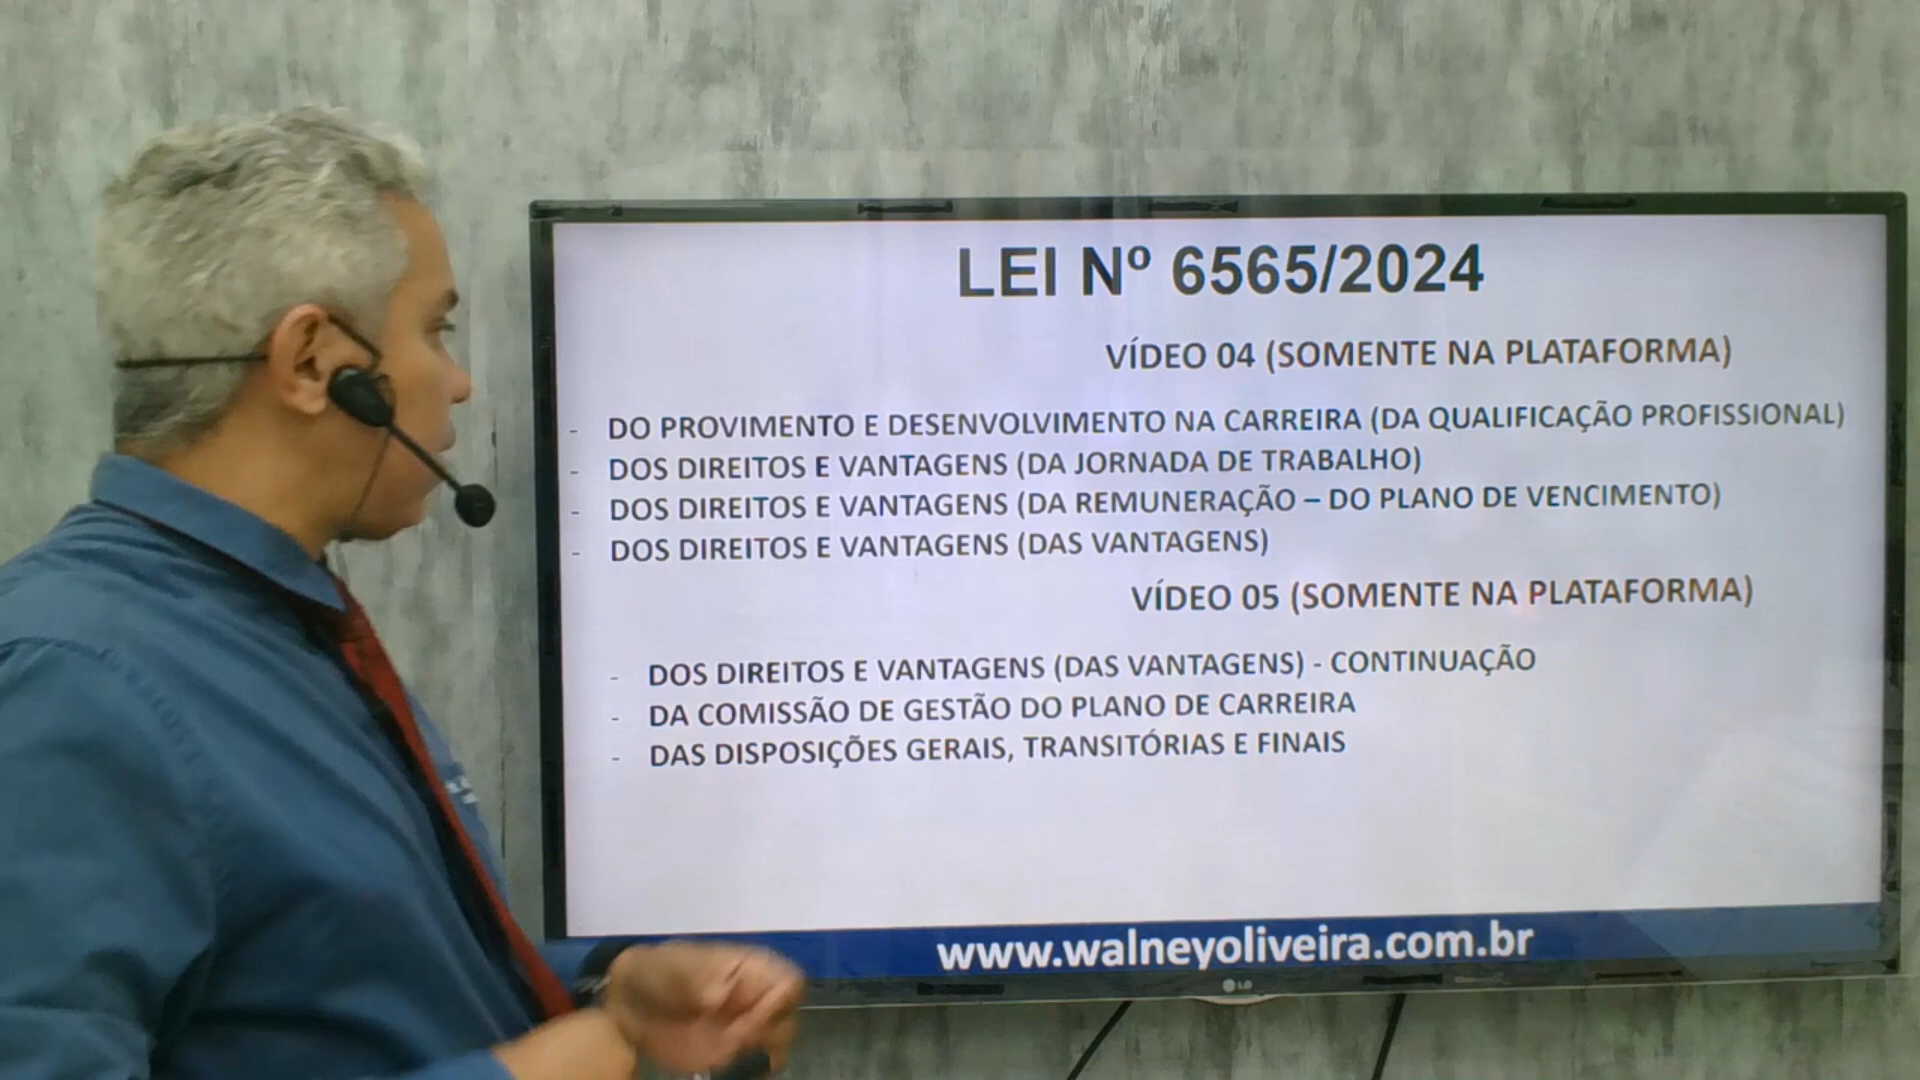 LEI Nº 6565/2024
VÍDEO 04 (SOMENTE NA PLATAFORMA)
- DO PROVIMENTO E DESENVOLVIMENTO NA CARREIRA (DA QUALIFICAÇÃO PROFISSIONAL)
- DOS DIREITOS E VANTAGENS (DA JORNADA DE TRABALHO)
- DOS DIREITOS E VANTAGENS (DA REMUNERAÇÃO – DO PLANO DE VENCIMENTO)
- DOS DIREITOS E VANTAGENS (DAS VANTAGENS)
VÍDEO 05 (SOMENTE NA PLATAFORMA)
- DOS DIREITOS E VANTAGENS (DAS VANTAGENS) - CONTINUAÇÃO
- DA COMISSÃO DE GESTÃO DO PLANO DE CARREIRA
- DAS DISPOSIÇÕES GERAIS, TRANSITÓRIAS E FINAIS
www.walneyoliveira.com.br
LG